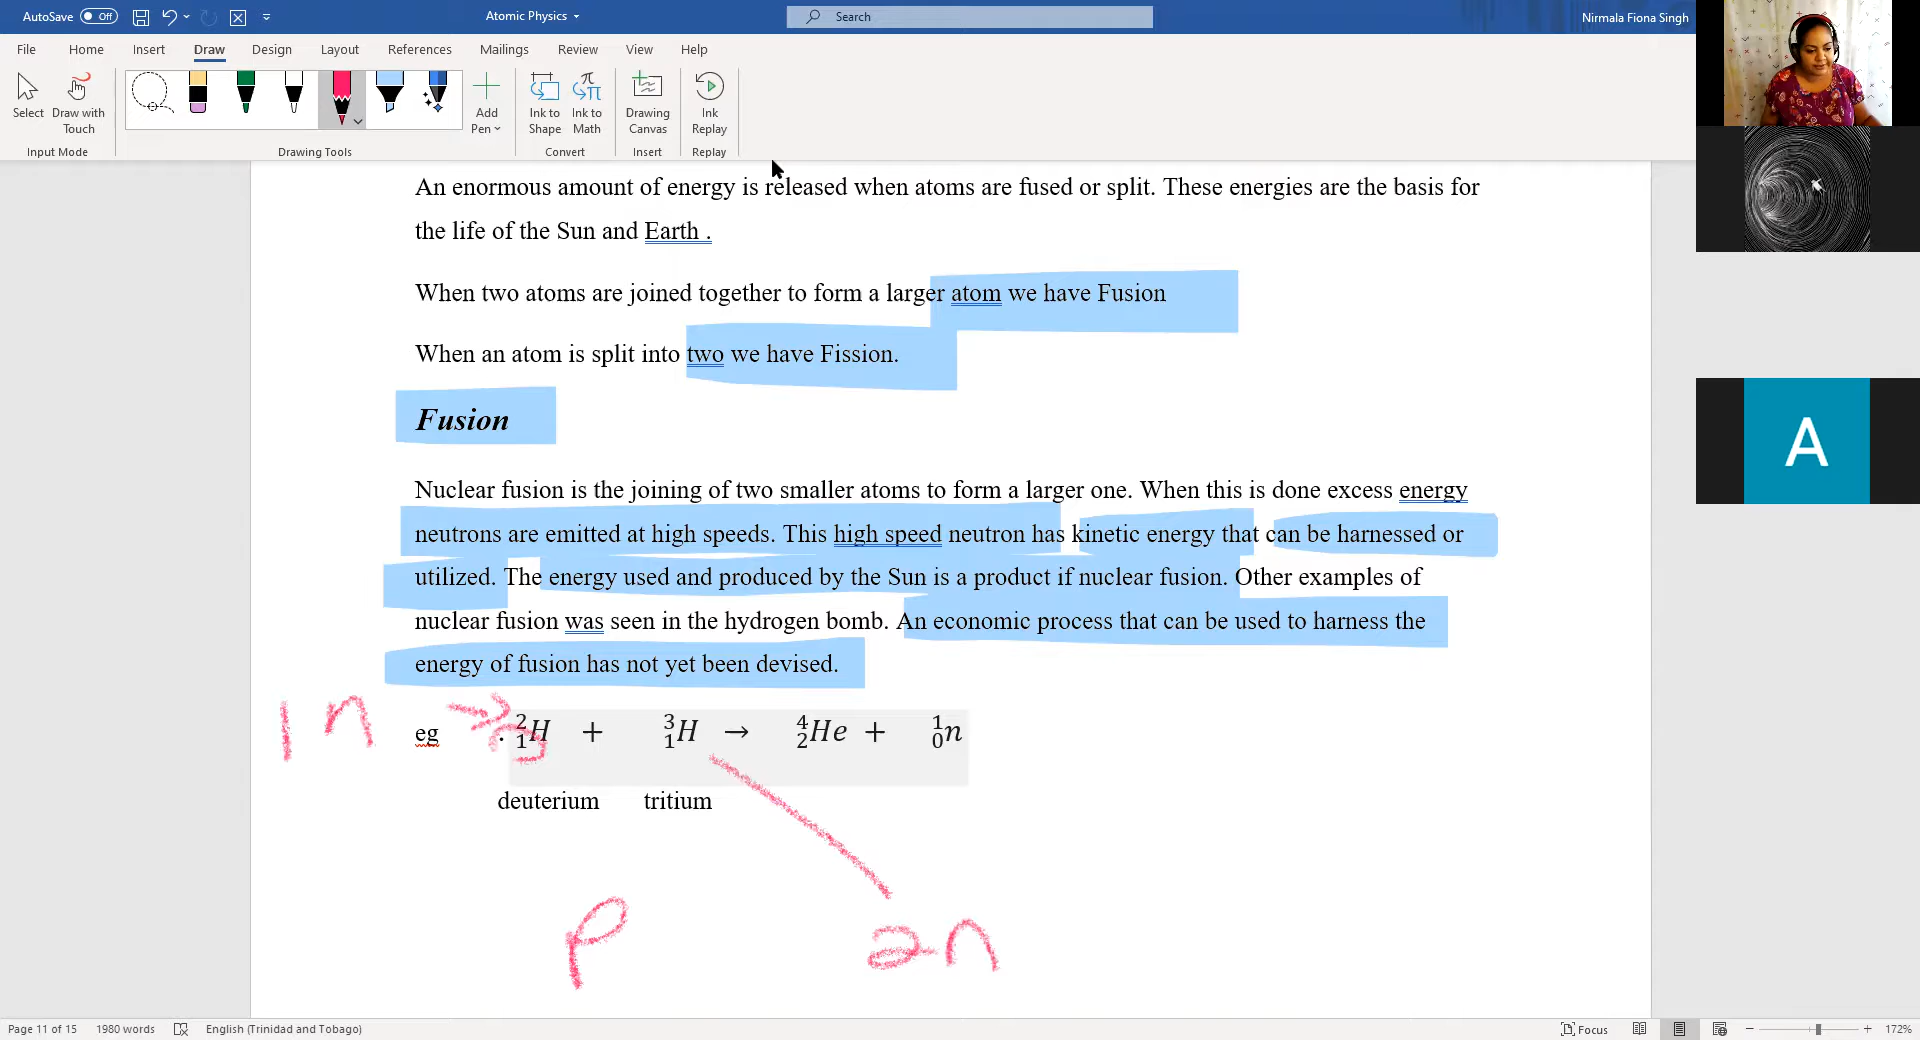 AutoSave Off Atomic Physics Search Nirmala Fiona Singh
File Home Insert Draw Design Layout References Mailings Review View Help
Select Draw with Touch Add Pen Ink to Shape Ink to Math Drawing Canvas Ink Replay
Input Mode Drawing Tools Convert Insert Replay
An enormous amount of energy is released when atoms are fused or split. These energies are the basis for
the life of the Sun and Earth .
When two atoms are joined together to form a larger atom we have Fusion
When an atom is split into two we have Fission.
Fusion
A
Nuclear fusion is the joining of two smaller atoms to form a larger one. When this is done excess energy
neutrons are emitted at high speeds. This high speed neutron has kinetic energy that can be harnessed or
utilized. The energy used and produced by the Sun is a product if nuclear fusion. Other examples of
nuclear fusion was seen in the hydrogen bomb. An economic process that can be used to harness the
energy of fusion has not yet been devised.
1n eg . ²₁H + ³₁H → ⁴₂He + ¹₀n
deuterium tritium
P 2n
Page 11 of 15 1980 words English (Trinidad and Tobago) Focus 172%